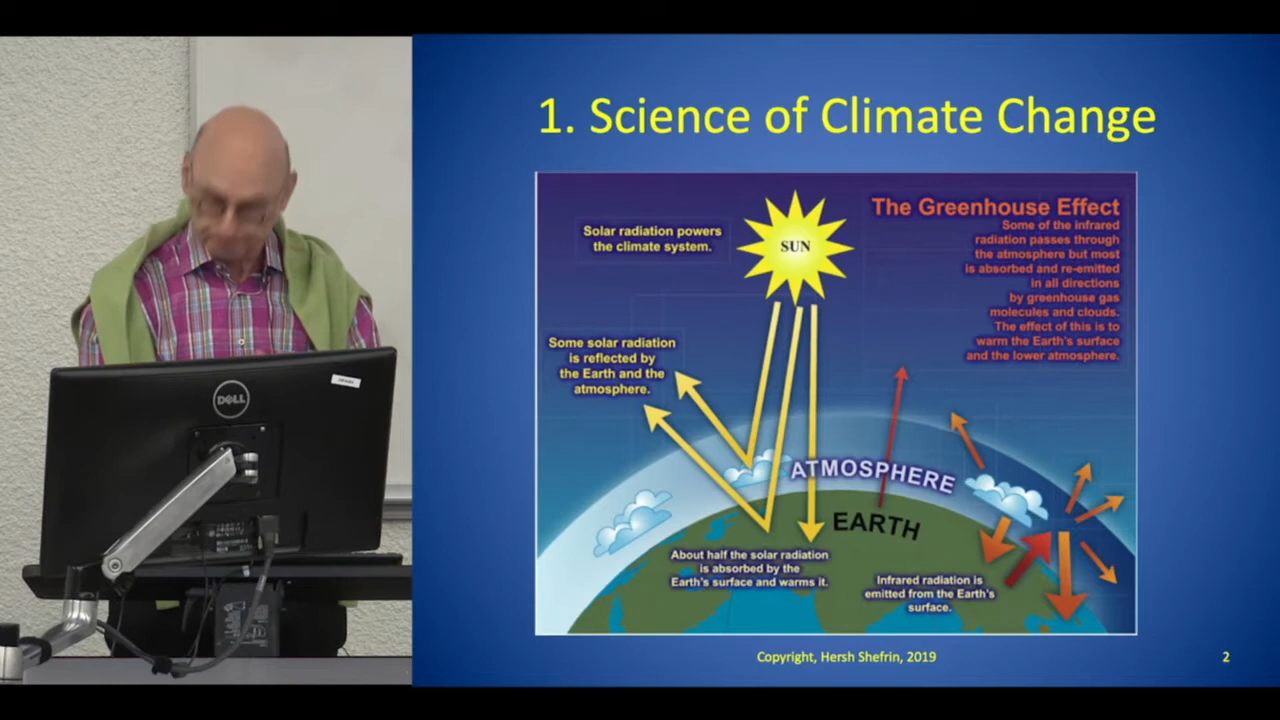 1. Science of Climate Change
The Greenhouse Effect
Some of the infrared
radiation passes through
the atmosphere but most
is absorbed and re-emitted
in all directions
by greenhouse gas
molecules and clouds.
The effect of this is to
warm the Earth's surface
and the lower atmosphere.
Solar radiation powers
the climate system.
SUN
Some solar radiation
is reflected by
the Earth and the
atmosphere.
ATMOSPHERE
EARTH
About half the solar radiation
is absorbed by the
Earth's surface and warms it.
Infrared radiation is
emitted from the Earth's
surface.
DELL
Copyright, Hersh Shefrin, 2019
2